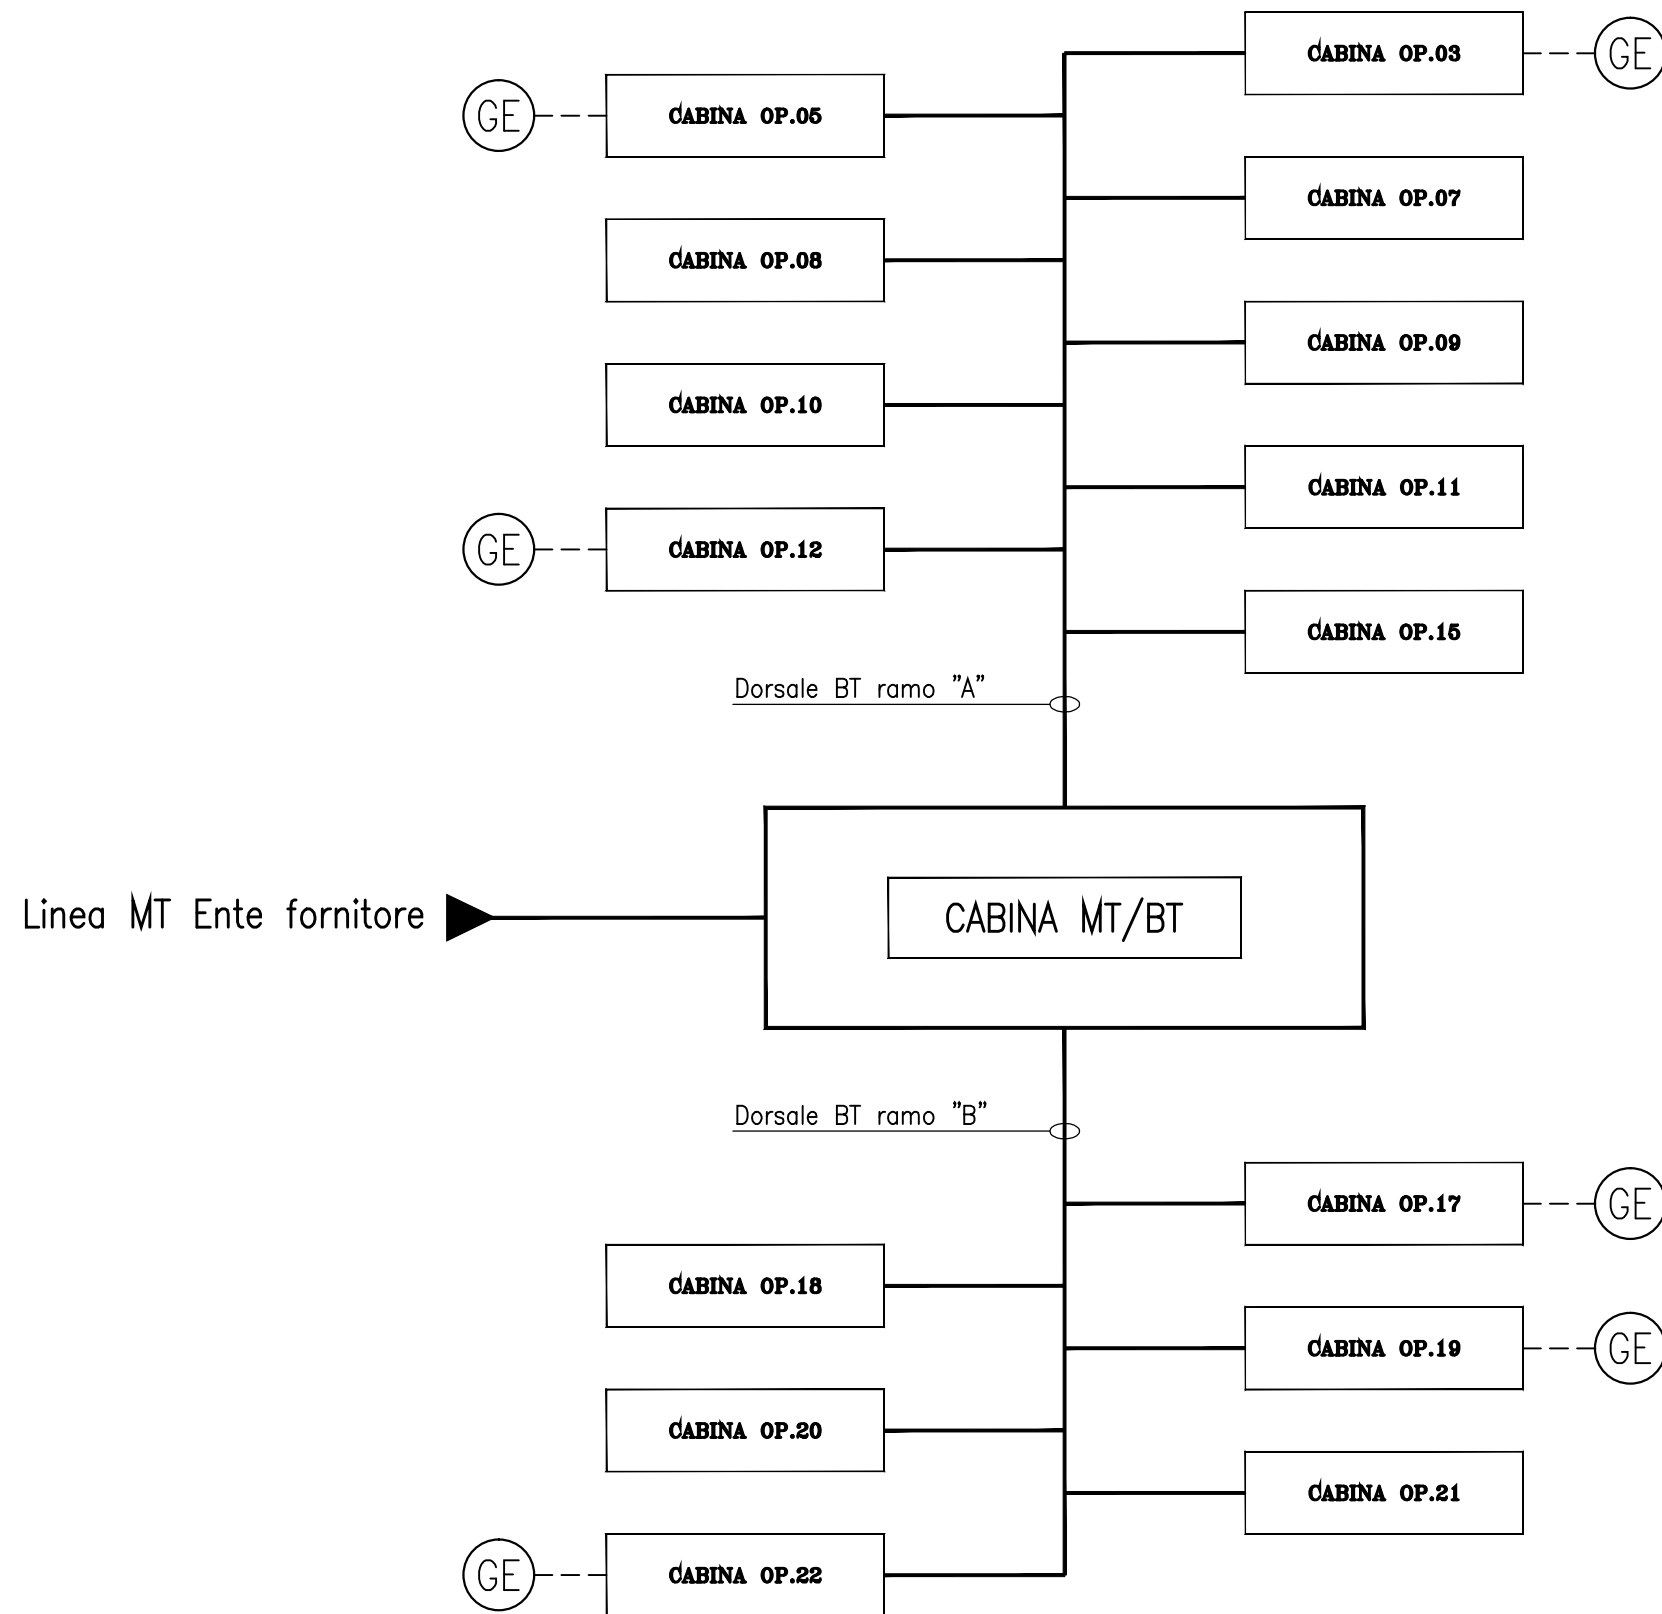 CABINA OP.03 GE
GE CABINA OP.05
CABINA OP.07
CABINA OP.08
CABINA OP.09
CABINA OP.10
CABINA OP.11
GE CABINA OP.12
CABINA OP.15
Dorsale BT ramo "A"
Linea MT Ente fornitore CABINA MT/BT
Dorsale BT ramo "B"
CABINA OP.17 GE
CABINA OP.18
CABINA OP.19 GE
CABINA OP.20
CABINA OP.21
GE CABINA OP.22